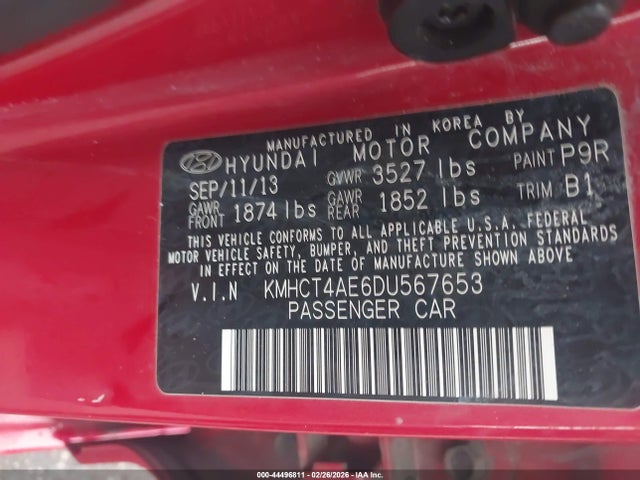 MANUFACTURED IN KOREA BY
HYUNDAI MOTOR COMPANY
SEP/11/13 GVWR 3527 lbs PAINT P9R
GAWR FRONT 1874 lbs GAWR REAR 1852 lbs TRIM B1
THIS VEHICLE CONFORMS TO ALL APPLICABLE U.S.A. FEDERAL
MOTOR VEHICLE SAFETY, BUMPER, AND THEFT PREVENTION STANDARDS
IN EFFECT ON THE DATE OF MANUFACTURE SHOWN ABOVE
V.I.N KMHCT4AE6DU567653
PASSENGER CAR
000-44496811 - 02/26/2026 - © IAA, Inc.